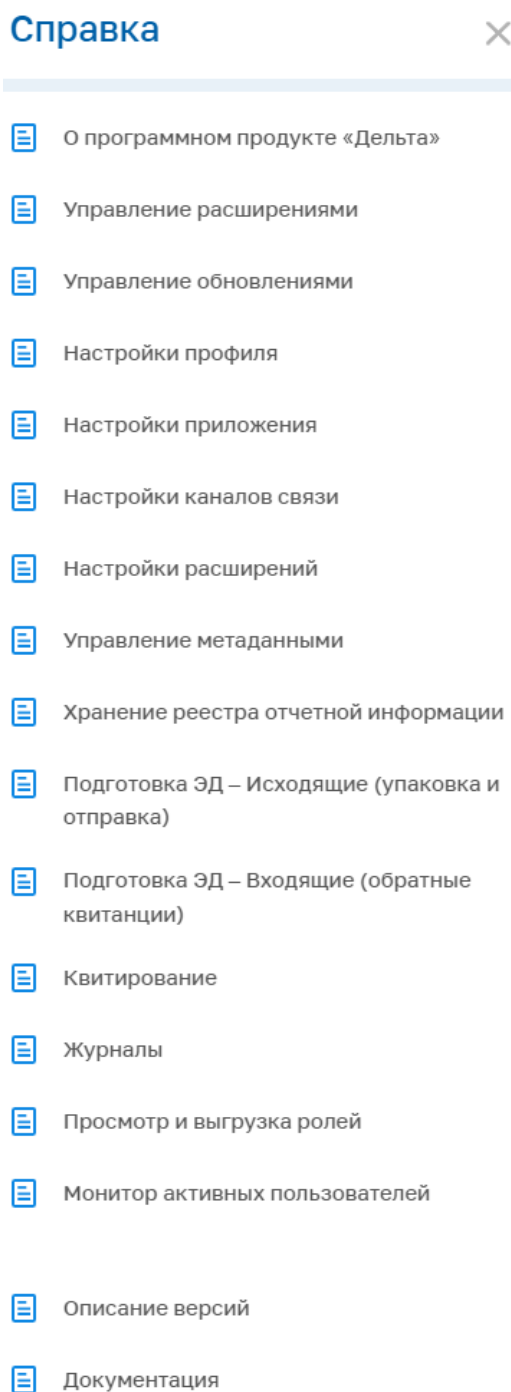 Справка
О программном продукте «Дельта»
Управление расширениями
Управление обновлениями
Настройки профиля
Настройки приложения
Настройки каналов связи
Настройки расширений
Управление метаданными
Хранение реестра отчетной информации
Подготовка ЭД – Исходящие (упаковка и
отправка)
Подготовка ЭД – Входящие (обратные
квитанции)
Квитирование
Журналы
Просмотр и выгрузка ролей
Монитор активных пользователей
Описание версий
Документация